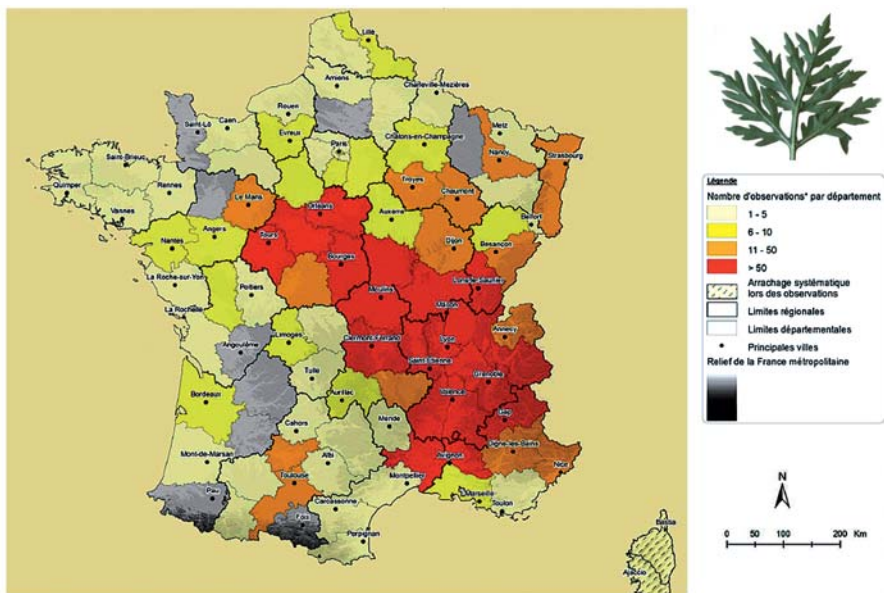 Lille
Amiens
Charleville-Mézières
Rouen
Saint-Lô
Caen
Evreux
Paris
Chalons-en-Champagne
Metz
Nancy
Strasbourg
Saint-Brieuc
Quimper
Rennes
Vannes
Le Mans
Troyes
Chaumont
Orléans
Auxerre
Belfort
Nantes
Angers
Tours
Bourges
Dijon
Besançon
La Roche-sur-Yon
Poitiers
Moulins
Mâcon
Lons-le-Saunier
La Rochelle
Limoges
Angoulême
Clermont-Ferrand
Lyon
Annecy
Saint-Etienne
Tulle
Grenoble
Bordeaux
Aurillac
Valence
Gap
Cahors
Mende
Mont-de-Marsan
Albi
Avignon
Digne-les-Bains
Nice
Toulouse
Montpellier
Pau
Marseille
Toulon
Carcassonne
Foix
Perpignan
Bastia
Ajaccio
Légende
Nombre d'observations* par département
1 - 5
6 - 10
11 - 50
> 50
Arrachage systématique
lors des observations
Limites régionales
Limites départementales
Principales villes
Relief de la France métropolitaine
N
0 50 100 200 Km